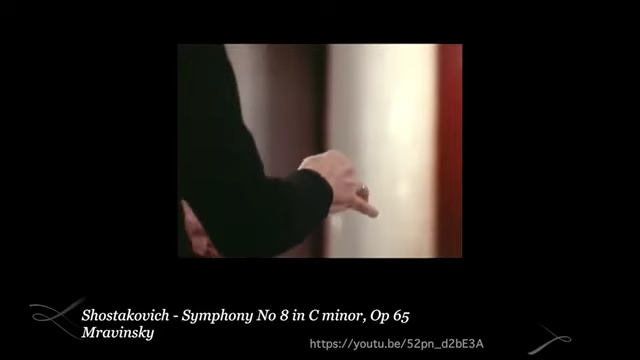 Shostakovich - Symphony No 8 in C minor, Op 65
Mravinsky
https://youtu.be/52pn_d2bE3A